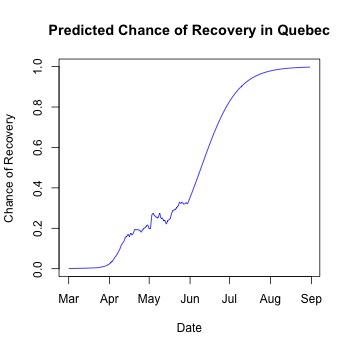 Predicted Chance of Recovery in Quebec
Chance of Recovery
1.0
0.8
0.6
0.4
0.2
0.0
Mar Apr May Jun Jul Aug Sep
Date